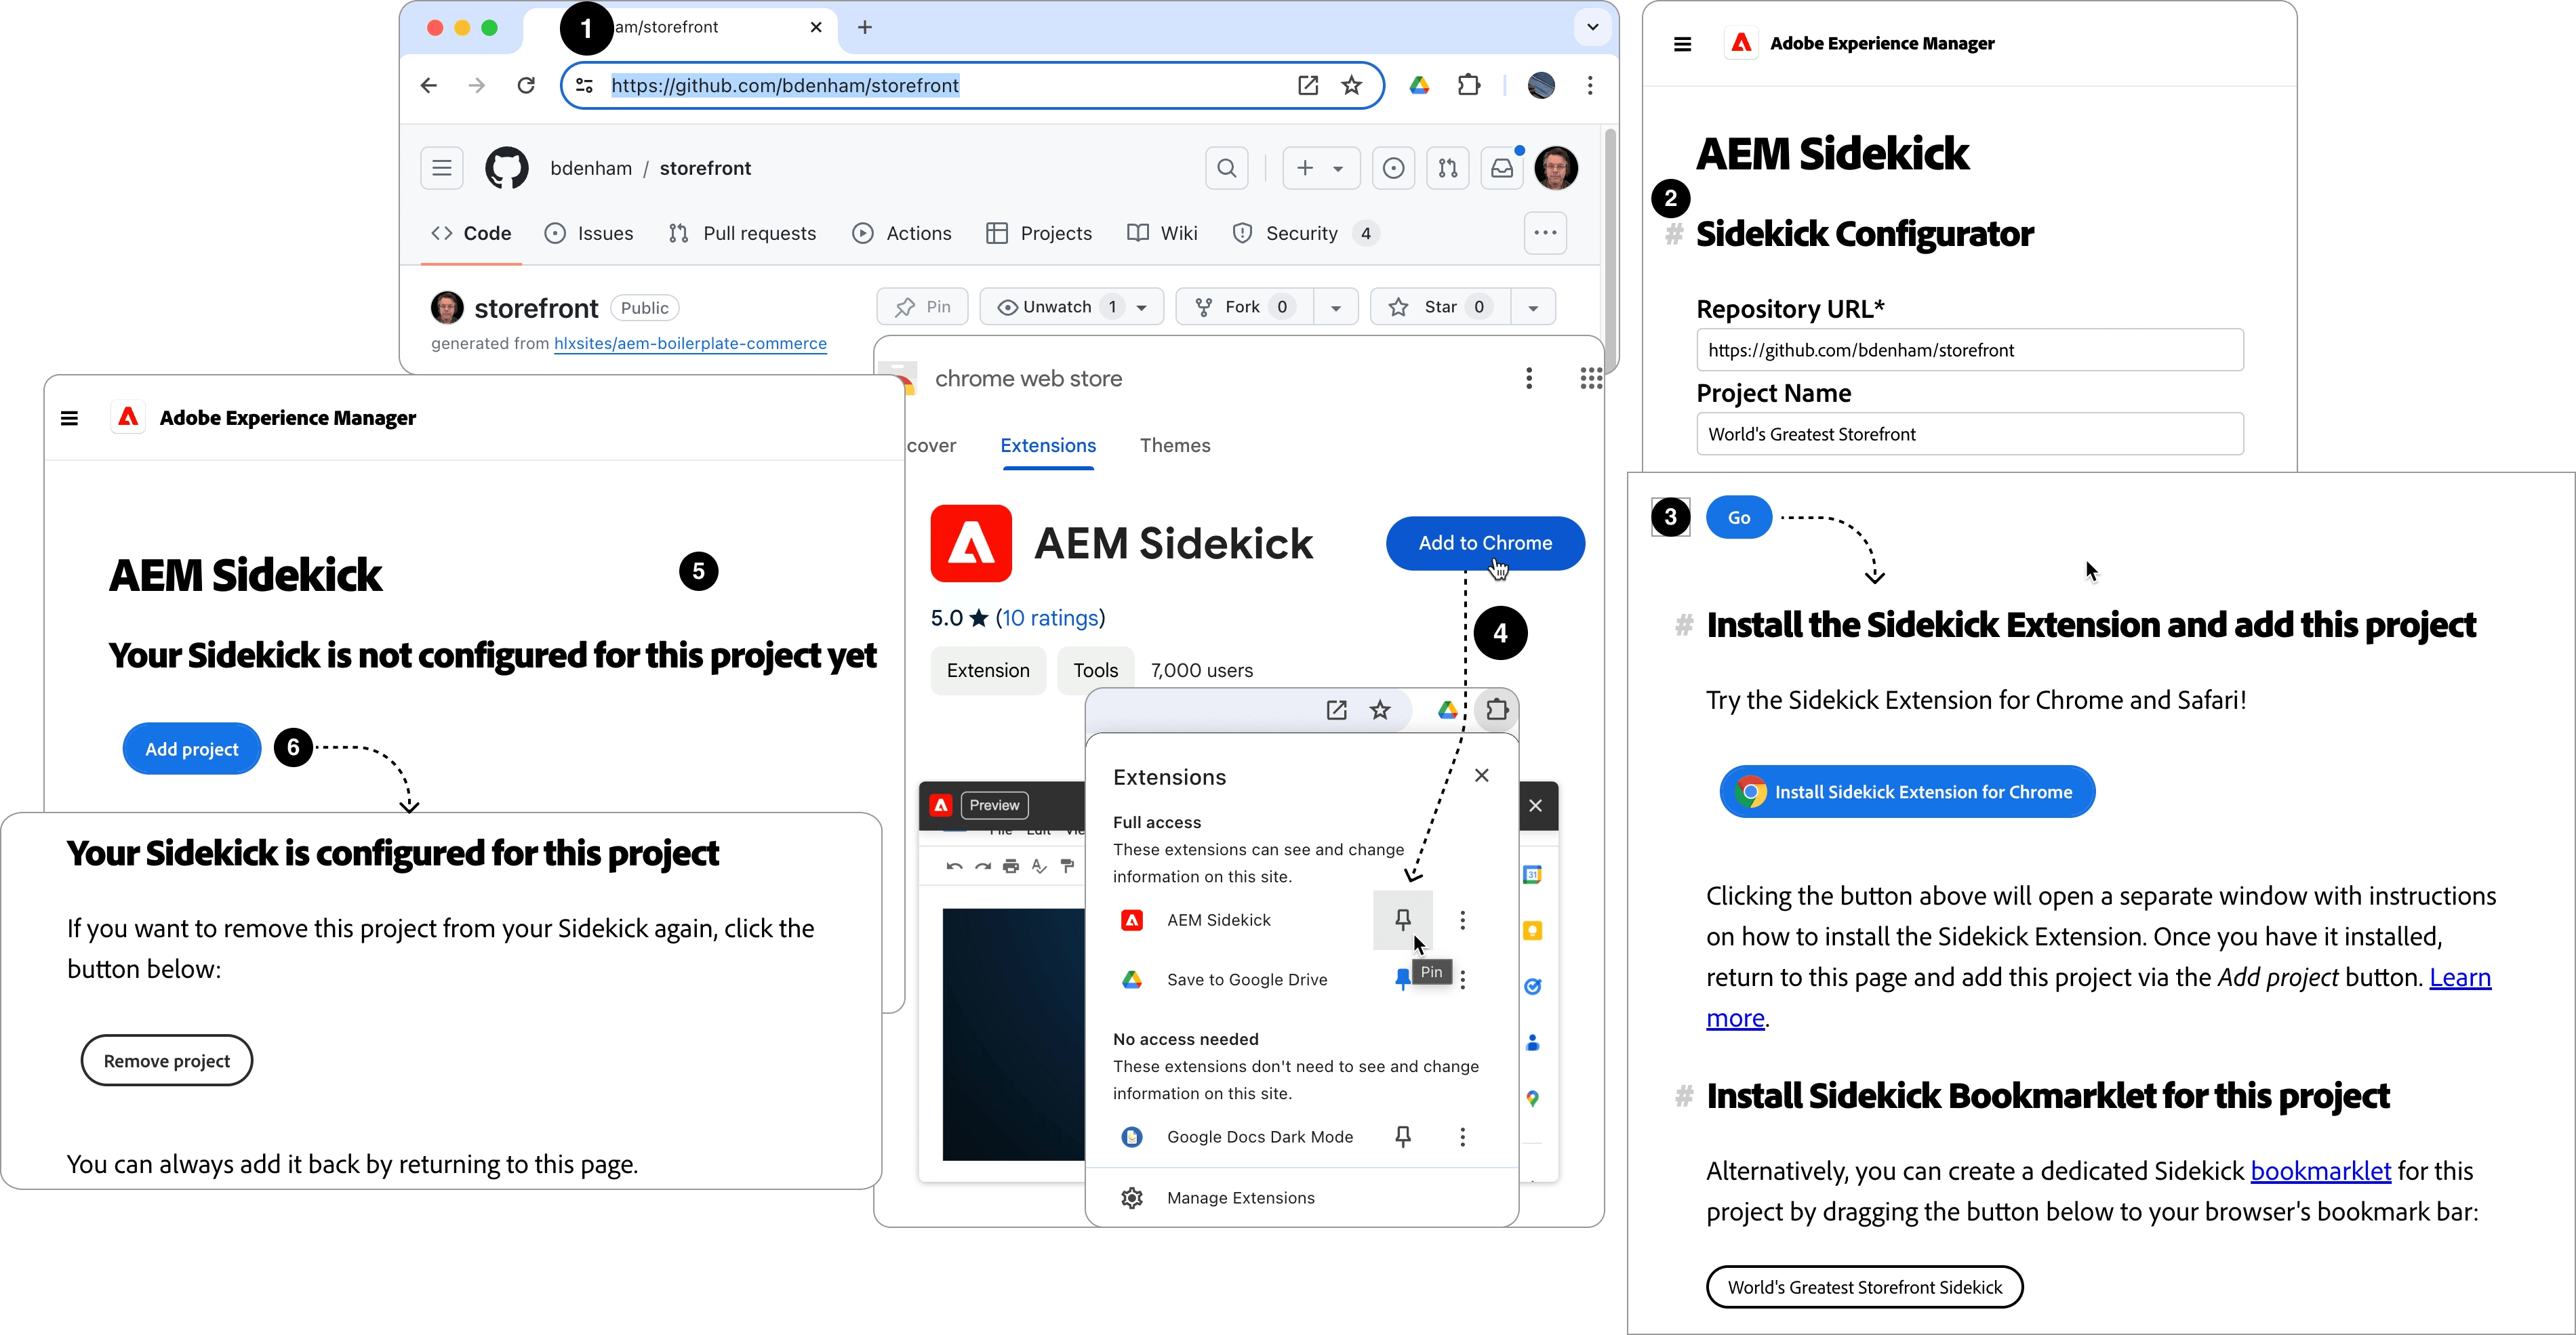 1
am/storefront
https://github.com/bdenham/storefront
bdenham / storefront
Code
Issues
Pull requests
Actions
Projects
Wiki
Security 4
storefront Public
Pin
Unwatch 1
Fork 0
Star 0
generated from hlxsites/aem-boilerplate-commerce
Adobe Experience Manager
AEM Sidekick
2
# Sidekick Configurator
Repository URL*
https://github.com/bdenham/storefront
Project Name
World's Greatest Storefront
3
Go
# Install the Sidekick Extension and add this project
Try the Sidekick Extension for Chrome and Safari!
Install Sidekick Extension for Chrome
Clicking the button above will open a separate window with instructions
on how to install the Sidekick Extension. Once you have it installed,
return to this page and add this project via the Add project button. Learn
more.
# Install Sidekick Bookmarklet for this project
Alternatively, you can create a dedicated Sidekick bookmarklet for this
project by dragging the button below to your browser's bookmark bar:
World's Greatest Storefront Sidekick
chrome web store
cover
Extensions
Themes
AEM Sidekick
Add to Chrome
5.0 ★ (10 ratings)
4
Extension
Tools
7,000 users
Preview
File Edit
31
Extensions
Full access
These extensions can see and change
information on this site.
AEM Sidekick
Pin
Save to Google Drive
No access needed
These extensions don't need to see and change
information on this site.
Google Docs Dark Mode
Manage Extensions
Adobe Experience Manager
AEM Sidekick
5
Your Sidekick is not configured for this project yet
Add project
6
Your Sidekick is configured for this project
If you want to remove this project from your Sidekick again, click the
button below:
Remove project
You can always add it back by returning to this page.